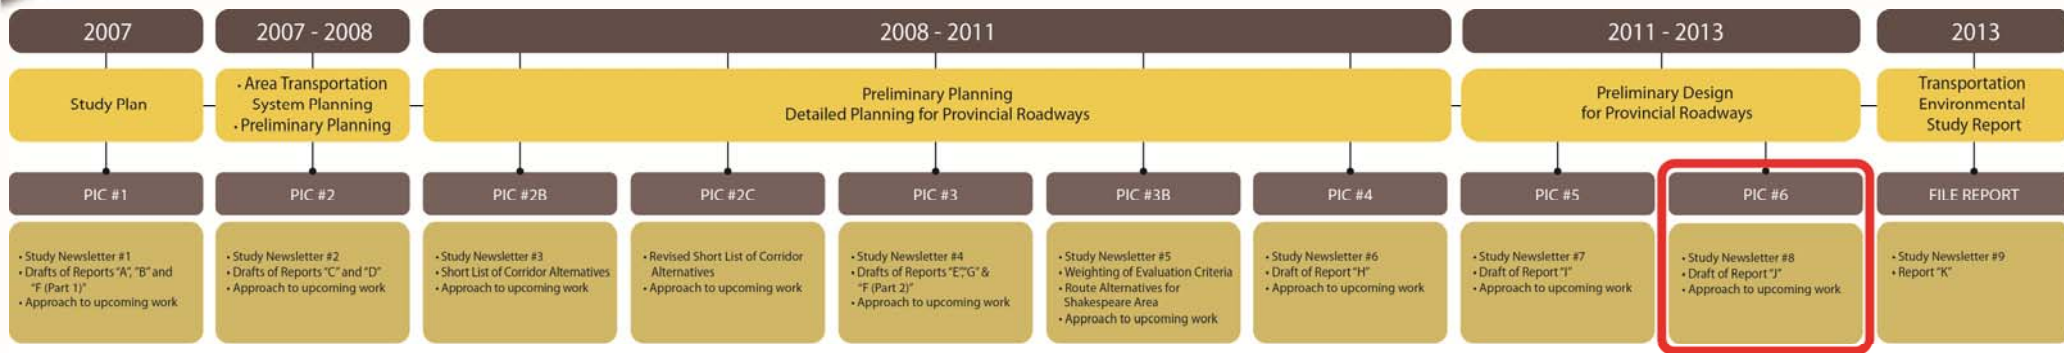 2007
2007 - 2008
2008 - 2011
2011 - 2013
2013
Study Plan
• Area Transportation
System Planning
• Preliminary Planning
Preliminary Planning
Detailed Planning for Provincial Roadways
Preliminary Design
for Provincial Roadways
Transportation
Environmental
Study Report
PIC #1
PIC #2
PIC #2B
PIC #2C
PIC #3
PIC #3B
PIC #4
PIC #5
PIC #6
FILE REPORT
• Study Newsletter #1
• Drafts of Reports "A", "B" and
"F (Part 1)"
• Approach to upcoming work
• Study Newsletter #2
• Drafts of Reports "C" and "D"
• Approach to upcoming work
• Study Newsletter #3
• Short List of Corridor Alternatives
• Approach to upcoming work
• Revised Short List of Corridor
Alternatives
• Approach to upcoming work
• Study Newsletter #4
• Drafts of Reports "E","G" &
"F (Part 2)"
• Approach to upcoming work
• Study Newsletter #5
• Weighting of Evaluation Criteria
• Route Alternatives for
Shakespeare Area
• Approach to upcoming work
• Study Newsletter #6
• Draft of Report "H"
• Approach to upcoming work
• Study Newsletter #7
• Draft of Report "I"
• Approach to upcoming work
• Study Newsletter #8
• Draft of Report "J"
• Approach to upcoming work
• Study Newsletter #9
• Report "K"